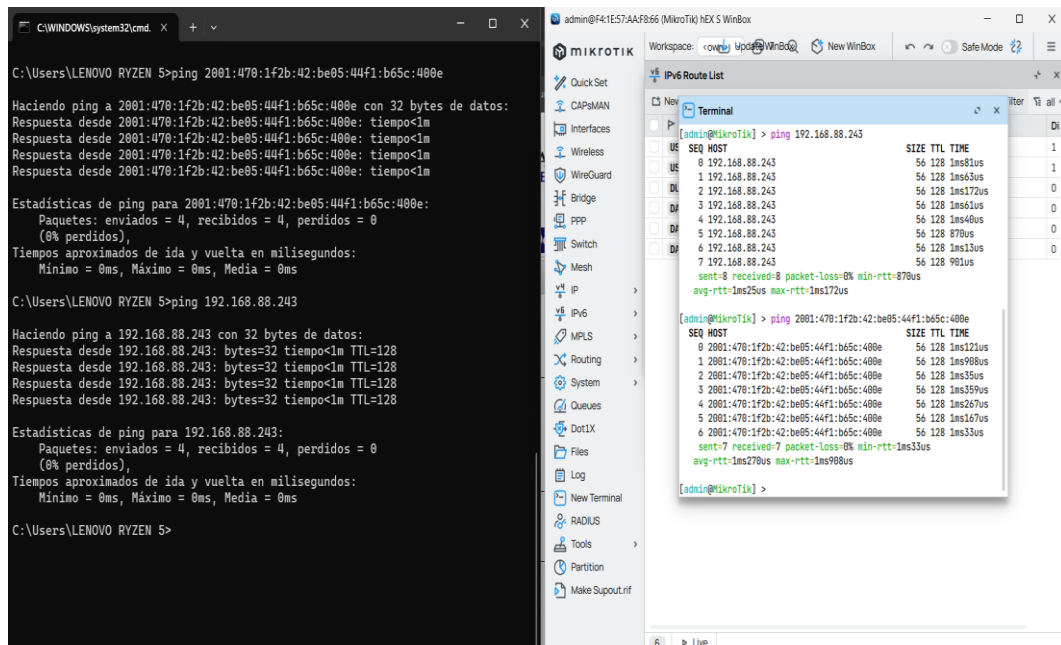 C:\WINDOWS\system32\cmd.
C:\Users\LENOVO RYZEN 5>ping 2001:470:1f2b:42:be05:44f1:b65c:400e
Haciendo ping a 2001:470:1f2b:42:be05:44f1:b65c:400e con 32 bytes de datos:
Respuesta desde 2001:470:1f2b:42:be05:44f1:b65c:400e: tiempo<1m
Respuesta desde 2001:470:1f2b:42:be05:44f1:b65c:400e: tiempo<1m
Respuesta desde 2001:470:1f2b:42:be05:44f1:b65c:400e: tiempo<1m
Respuesta desde 2001:470:1f2b:42:be05:44f1:b65c:400e: tiempo<1m
Estadísticas de ping para 2001:470:1f2b:42:be05:44f1:b65c:400e:
Paquetes: enviados = 4, recibidos = 4, perdidos = 0
(0% perdidos),
Tiempos aproximados de ida y vuelta en milisegundos:
Mínimo = 0ms, Máximo = 0ms, Media = 0ms
C:\Users\LENOVO RYZEN 5>ping 192.168.88.243
Haciendo ping a 192.168.88.243 con 32 bytes de datos:
Respuesta desde 192.168.88.243: bytes=32 tiempo<1m TTL=128
Respuesta desde 192.168.88.243: bytes=32 tiempo<1m TTL=128
Respuesta desde 192.168.88.243: bytes=32 tiempo<1m TTL=128
Respuesta desde 192.168.88.243: bytes=32 tiempo<1m TTL=128
Estadísticas de ping para 192.168.88.243:
Paquetes: enviados = 4, recibidos = 4, perdidos = 0
(0% perdidos),
Tiempos aproximados de ida y vuelta en milisegundos:
Mínimo = 0ms, Máximo = 0ms, Media = 0ms
C:\Users\LENOVO RYZEN 5>
admin@F4:1E:57:AA:F8:66 (MikroTik) hEX S WinBox
MikroTik
Workspace: <own> Update WinBox New WinBox Safe Mode
Quick Set
CAPsMAN
Interfaces
Wireless
WireGuard
Bridge
PPP
Switch
Mesh
IP
IPv6
MPLS
Routing
System
Queues
Dot1X
Files
Log
New Terminal
RADIUS
Tools
Partition
Make Supout.rif
IPv6 Route List
New
all
Di
1
1
0
0
0
Terminal
[admin@MikroTik] > ping 192.168.88.243
SEQ HOST SIZE TTL TIME
0 192.168.88.243 56 128 1ms81us
1 192.168.88.243 56 128 1ms63us
2 192.168.88.243 56 128 1ms172us
3 192.168.88.243 56 128 1ms61us
4 192.168.88.243 56 128 1ms40us
5 192.168.88.243 56 128 870us
6 192.168.88.243 56 128 1ms13us
7 192.168.88.243 56 128 901us
sent=8 received=8 packet-loss=0% min-rtt=870us
avg-rtt=1ms25us max-rtt=1ms172us
[admin@MikroTik] > ping 2001:470:1f2b:42:be05:44f1:b65c:400e
SEQ HOST SIZE TTL TIME
0 2001:470:1f2b:42:be05:44f1:b65c:400e 56 128 1ms121us
1 2001:470:1f2b:42:be05:44f1:b65c:400e 56 128 1ms908us
2 2001:470:1f2b:42:be05:44f1:b65c:400e 56 128 1ms35us
3 2001:470:1f2b:42:be05:44f1:b65c:400e 56 128 1ms359us
4 2001:470:1f2b:42:be05:44f1:b65c:400e 56 128 1ms267us
5 2001:470:1f2b:42:be05:44f1:b65c:400e 56 128 1ms167us
6 2001:470:1f2b:42:be05:44f1:b65c:400e 56 128 1ms33us
sent=7 received=7 packet-loss=0% min-rtt=1ms33us
avg-rtt=1ms270us max-rtt=1ms908us
[admin@MikroTik] >
6 Live